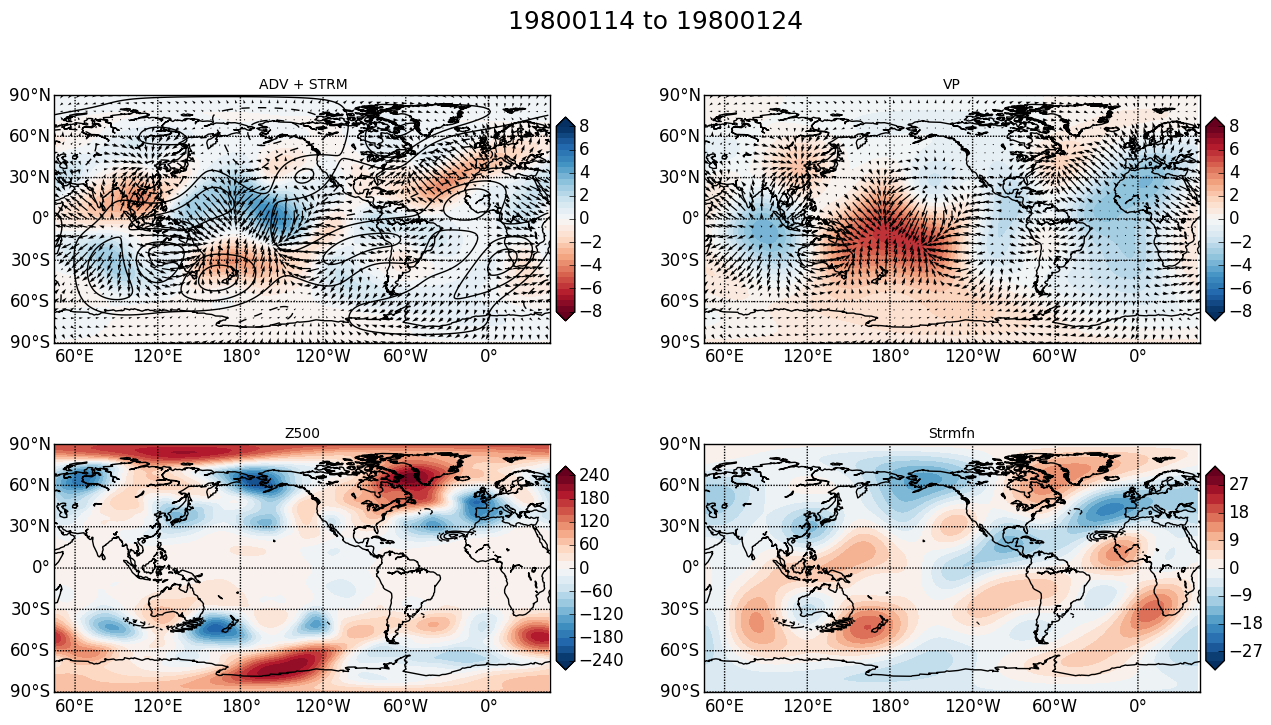 19800114 to 19800124
ADV + STRM
90°N
60°N
30°N
0°
30°S
60°S
90°S
60°E 120°E 180° 120°W 60°W 0°
8
6
4
2
0
−2
−4
−6
−8
VP
90°N
60°N
30°N
0°
30°S
60°S
90°S
60°E 120°E 180° 120°W 60°W 0°
8
6
4
2
0
−2
−4
−6
−8
Z500
90°N
60°N
30°N
0°
30°S
60°S
90°S
60°E 120°E 180° 120°W 60°W 0°
240
180
120
60
0
−60
−120
−180
−240
Strmfn
90°N
60°N
30°N
0°
30°S
60°S
90°S
60°E 120°E 180° 120°W 60°W 0°
27
18
9
0
−9
−18
−27